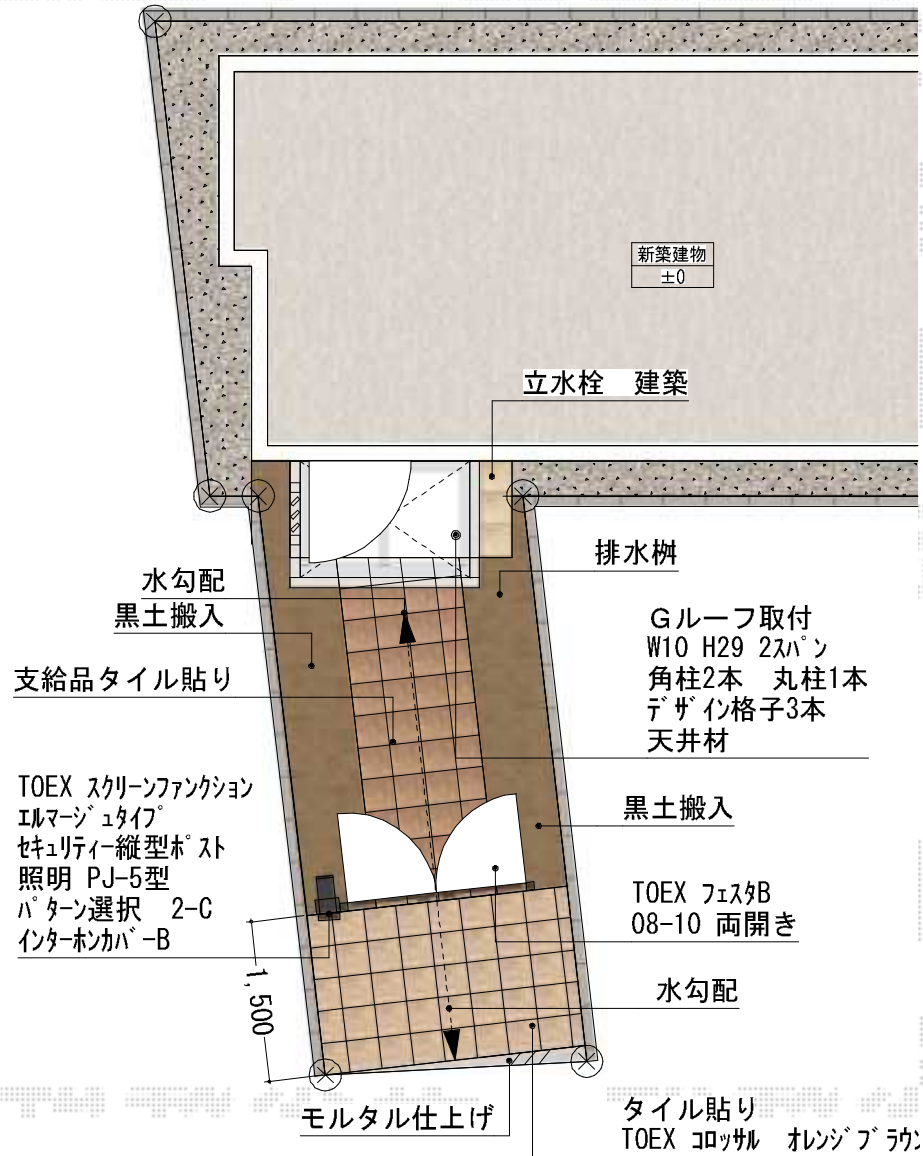 新築建物
±0
立水栓　建築
排水桝
水勾配
黒土搬入
支給品タイル貼り
Gルーフ取付
W10 H29 2スパン
角柱2本　丸柱1本
デザイン格子3本
天井材
TOEX スクリーンファンクション
エルマージュタイプ
セキュリティー縦型ポスト
照明 PJ-5型
パターン選択　2-C
インターホンカバー-B
黒土搬入
TOEX フェスタB
08-10 両開き
1,500
水勾配
モルタル仕上げ
タイル貼り
TOEX コロッサル　オレンジブラウン